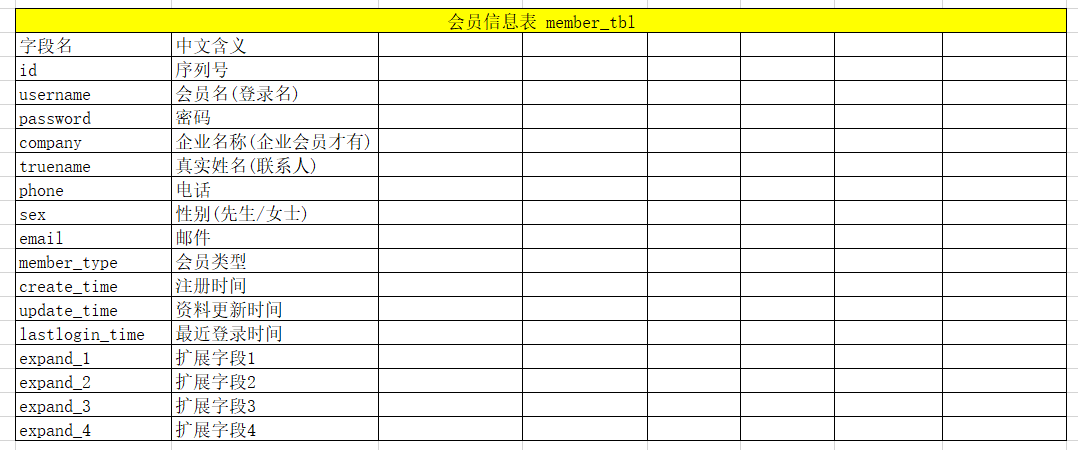 会员信息表 member_tbl
字段名 中文含义
id 序列号
username 会员名(登录名)
password 密码
company 企业名称(企业会员才有)
truename 真实姓名(联系人)
phone 电话
sex 性别(先生/女士)
email 邮件
member_type 会员类型
create_time 注册时间
update_time 资料更新时间
lastlogin_time 最近登录时间
expand_1 扩展字段1
expand_2 扩展字段2
expand_3 扩展字段3
expand_4 扩展字段4